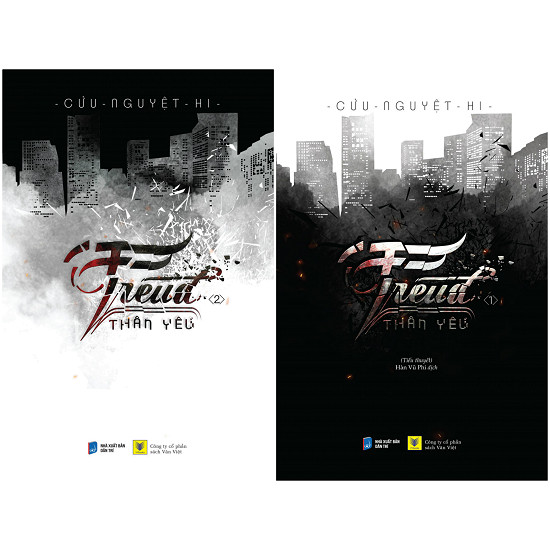 -CỬU-NGUYỆT-HI-
Freud <2>
THÂN YÊU
NHÀ XUẤT BẢN
DÂN TRÍ
Công ty cổ phần
sách Văn Việt
-CỬU-NGUYỆT-HI-
Freud <1>
THÂN YÊU
(Tiểu thuyết)
Hàn Vũ Phi dịch
NHÀ XUẤT BẢN
DÂN TRÍ
Công ty cổ phần
sách Văn Việt